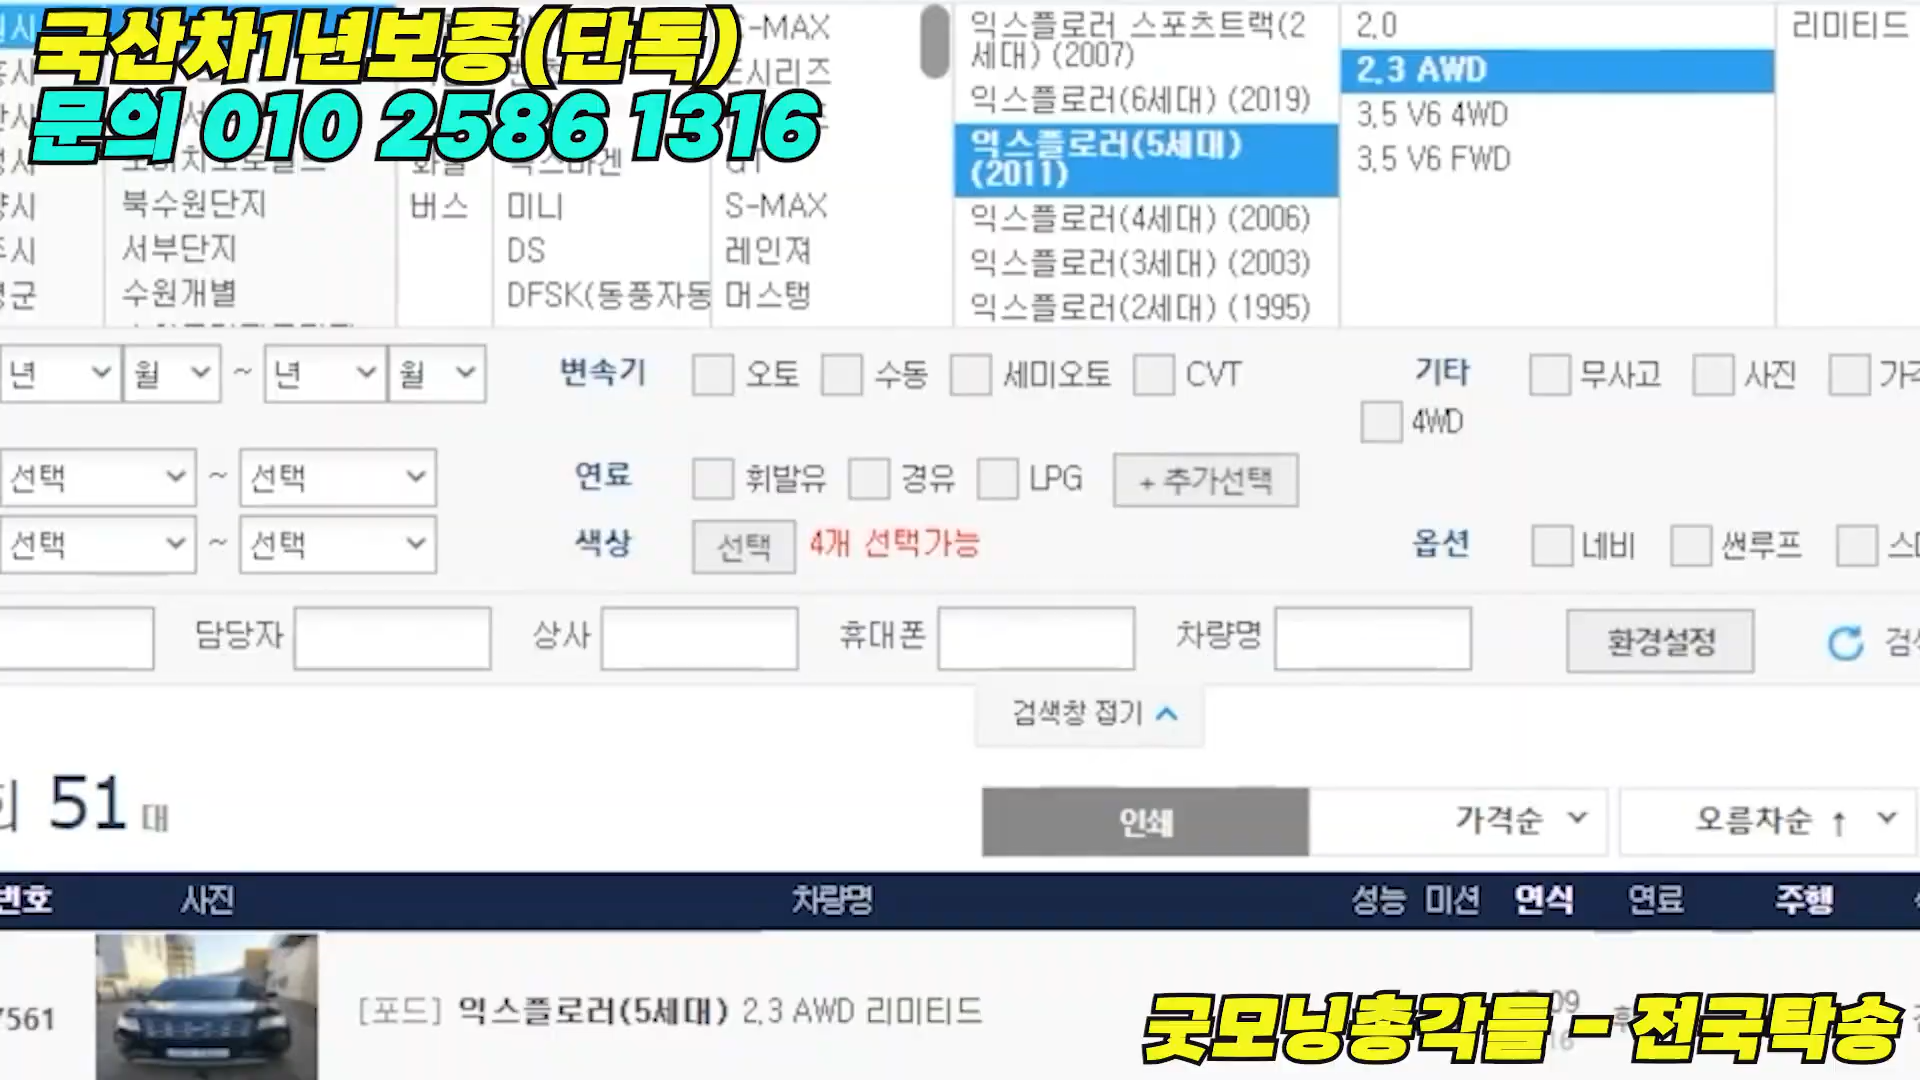 국산차1년보증(단독)
문의 010 2586 1316
S-MAX
시리즈
북수원단지
버스
미니
S-MAX
서부단지
DS
레인져
수원개별
DFSK(동풍자동
머스탱
익스플로러 스포츠트랙(2
세대) (2007)
익스플로러(6세대) (2019)
익스플로러(5세대)
(2011)
익스플로러(4세대) (2006)
익스플로러(3세대) (2003)
익스플로러(2세대) (1995)
2.0
2.3 AWD
3.5 V6 4WD
3.5 V6 FWD
리미티드
년 월 ~ 년 월
변속기 오토 수동 세미오토 CVT
기타 무사고 사진
4WD
선택 ~ 선택
연료 휘발유 경유 LPG + 추가선택
선택 ~ 선택
색상 선택 4개 선택가능
옵션 네비 썬루프
담당자 상사 휴대폰 차량명 환경설정
검색창 접기
51 대
인쇄 가격순 오름차순 ↑
번호 사진 차량명 성능 미션 연식 연료 주행
7561 [포드] 익스플로러(5세대) 2.3 AWD 리미티드
굿모닝총각들 - 전국탁송